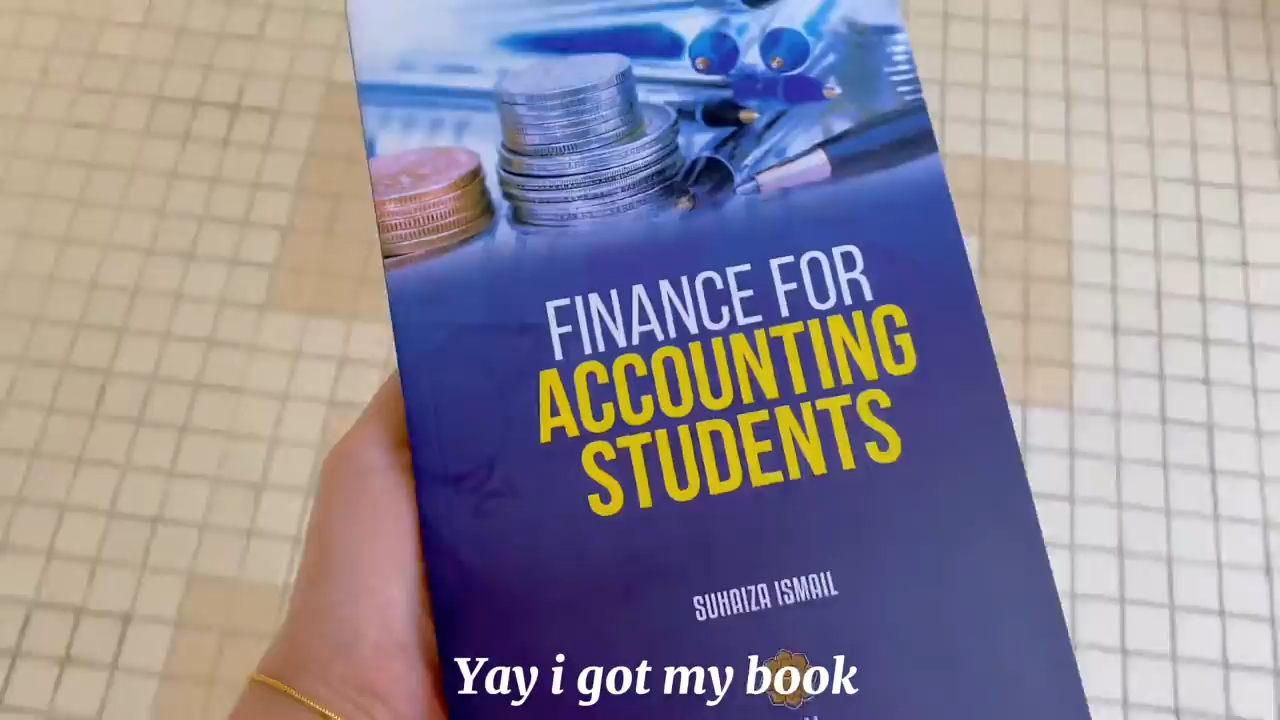 FINANCE FOR
ACCOUNTING
STUDENTS
SUHAIZA ISMAIL
Yay i got my book